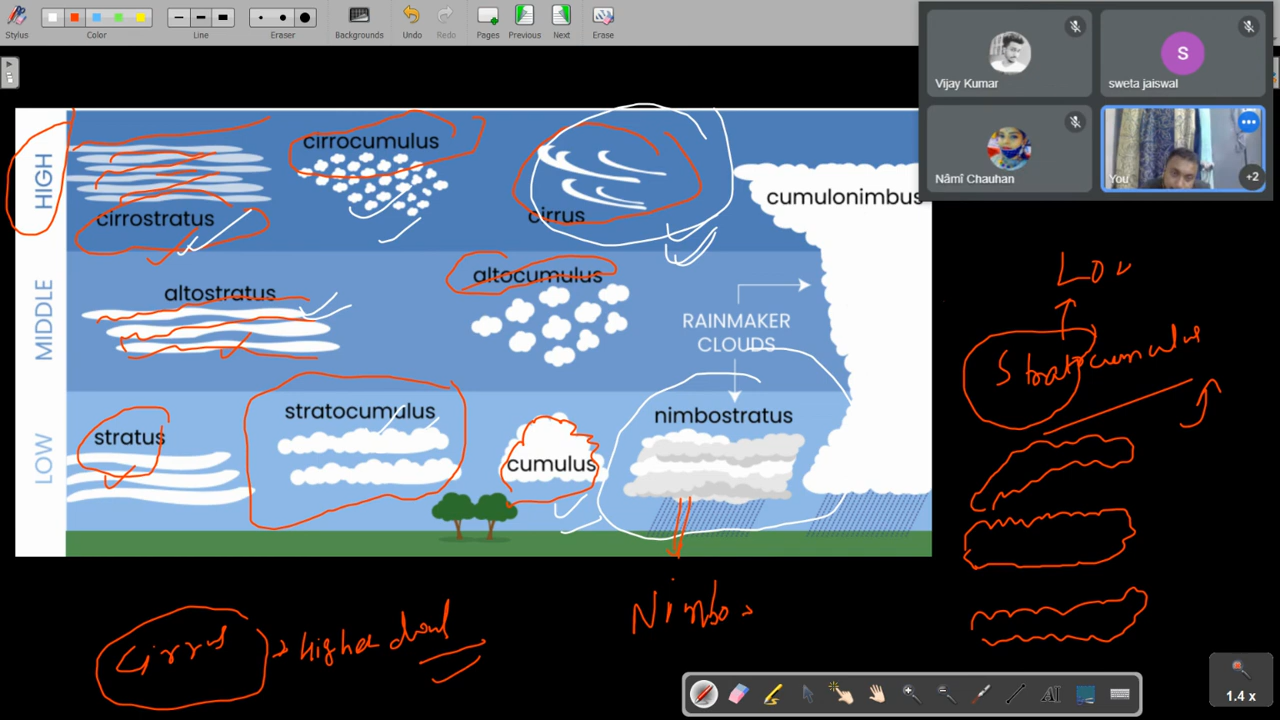 Stylus
Color
Line
Eraser
Backgrounds
Undo
Redo
Pages
Previous
Next
Erase
Vijay Kumar
S
sweta jaiswal
Nâmî Chauhan
You
+2
HIGH
cirrostratus
cirrocumulus
cirrus
cumulonimbus
MIDDLE
altostratus
altocumulus
RAINMAKER
CLOUDS
LOW
stratus
stratocumulus
cumulus
nimbostratus
Stratocumulus
Cirrus
Higher
Nimbo
AI
1.4 x